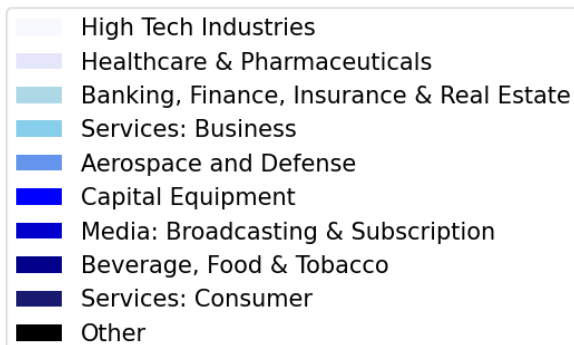 High Tech Industries
Healthcare & Pharmaceuticals
Banking, Finance, Insurance & Real Estate
Services: Business
Aerospace and Defense
Capital Equipment
Media: Broadcasting & Subscription
Beverage, Food & Tobacco
Services: Consumer
Other